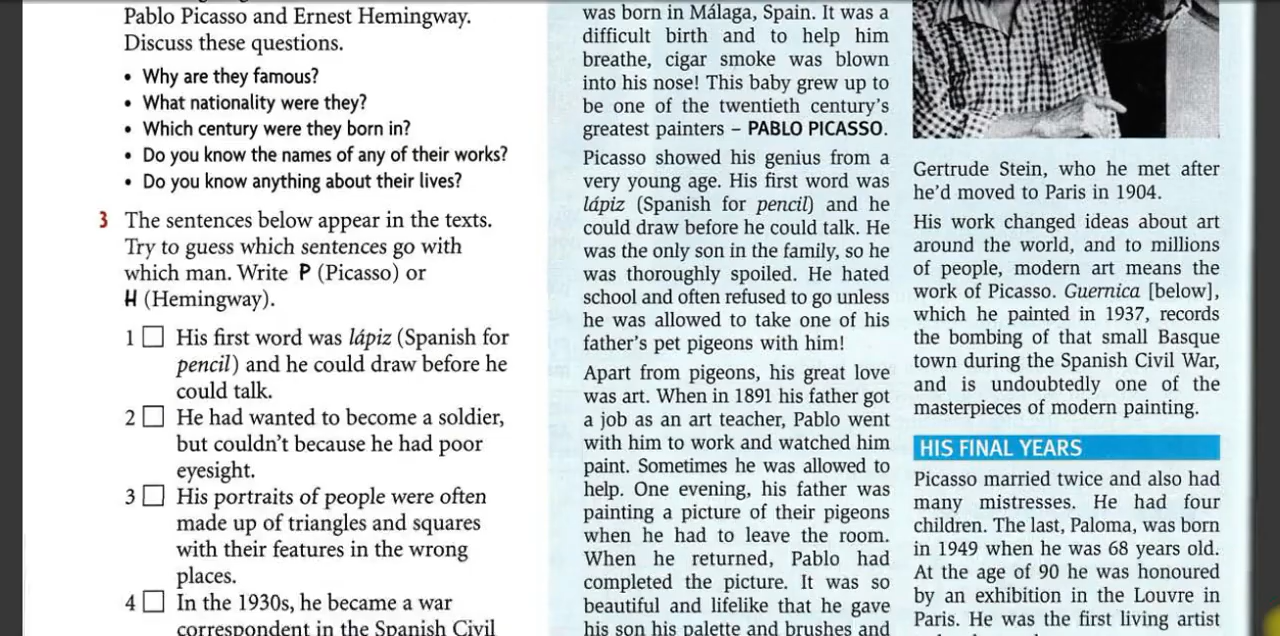 Pablo Picasso and Ernest Hemingway.
Discuss these questions.
• Why are they famous?
• What nationality were they?
• Which century were they born in?
• Do you know the names of any of their works?
• Do you know anything about their lives?
3 The sentences below appear in the texts.
Try to guess which sentences go with
which man. Write P (Picasso) or
H (Hemingway).
1 □ His first word was lápiz (Spanish for
pencil) and he could draw before he
could talk.
2 □ He had wanted to become a soldier,
but couldn't because he had poor
eyesight.
3 □ His portraits of people were often
made up of triangles and squares
with their features in the wrong
places.
4 □ In the 1930s, he became a war
correspondent in the Spanish Civil
was born in Málaga, Spain. It was a
difficult birth and to help him
breathe, cigar smoke was blown
into his nose! This baby grew up to
be one of the twentieth century's
greatest painters – PABLO PICASSO.
Picasso showed his genius from a
very young age. His first word was
lápiz (Spanish for pencil) and he
could draw before he could talk. He
was the only son in the family, so he
was thoroughly spoiled. He hated
school and often refused to go unless
he was allowed to take one of his
father's pet pigeons with him!
Apart from pigeons, his great love
was art. When in 1891 his father got
a job as an art teacher, Pablo went
with him to work and watched him
paint. Sometimes he was allowed to
help. One evening, his father was
painting a picture of their pigeons
when he had to leave the room.
When he returned, Pablo had
completed the picture. It was so
beautiful and lifelike that he gave
his son his palette and brushes and
Gertrude Stein, who he met after
he'd moved to Paris in 1904.
His work changed ideas about art
around the world, and to millions
of people, modern art means the
work of Picasso. Guernica [below],
which he painted in 1937, records
the bombing of that small Basque
town during the Spanish Civil War,
and is undoubtedly one of the
masterpieces of modern painting.
HIS FINAL YEARS
Picasso married twice and also had
many mistresses. He had four
children. The last, Paloma, was born
in 1949 when he was 68 years old.
At the age of 90 he was honoured
by an exhibition in the Louvre in
Paris. He was the first living artist